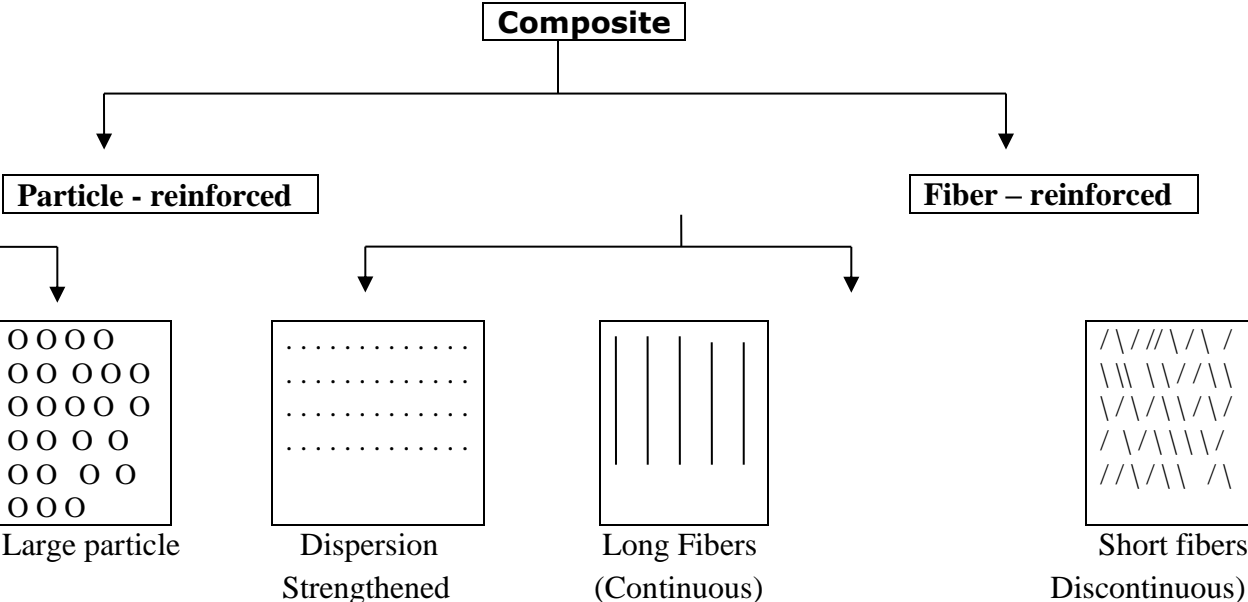 Composite
Particle - reinforced
Fiber – reinforced
O O O O
O O O O O
O O O O O
O O O O
O O O O
O O O
. . . . . . . . . . . . .
. . . . . . . . . . . . .
. . . . . . . . . . . . .
. . . . . . . . . . . . .
/ \ / // \ / \ /
\ \\ \ \ / / \ \
\ / \ / \ \ / \ /
/ \ / \ \ \ \ /
/ / \ / \ \ / \
Large particle
Dispersion
Strengthened
Long Fibers
(Continuous)
Short fibers
Discontinuous)